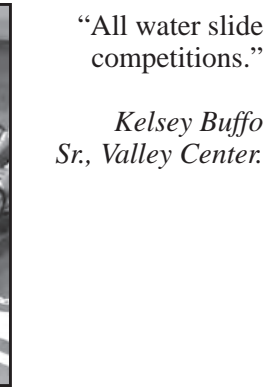 “All water slide
competitions.”
Kelsey Buffo
Sr., Valley Center.